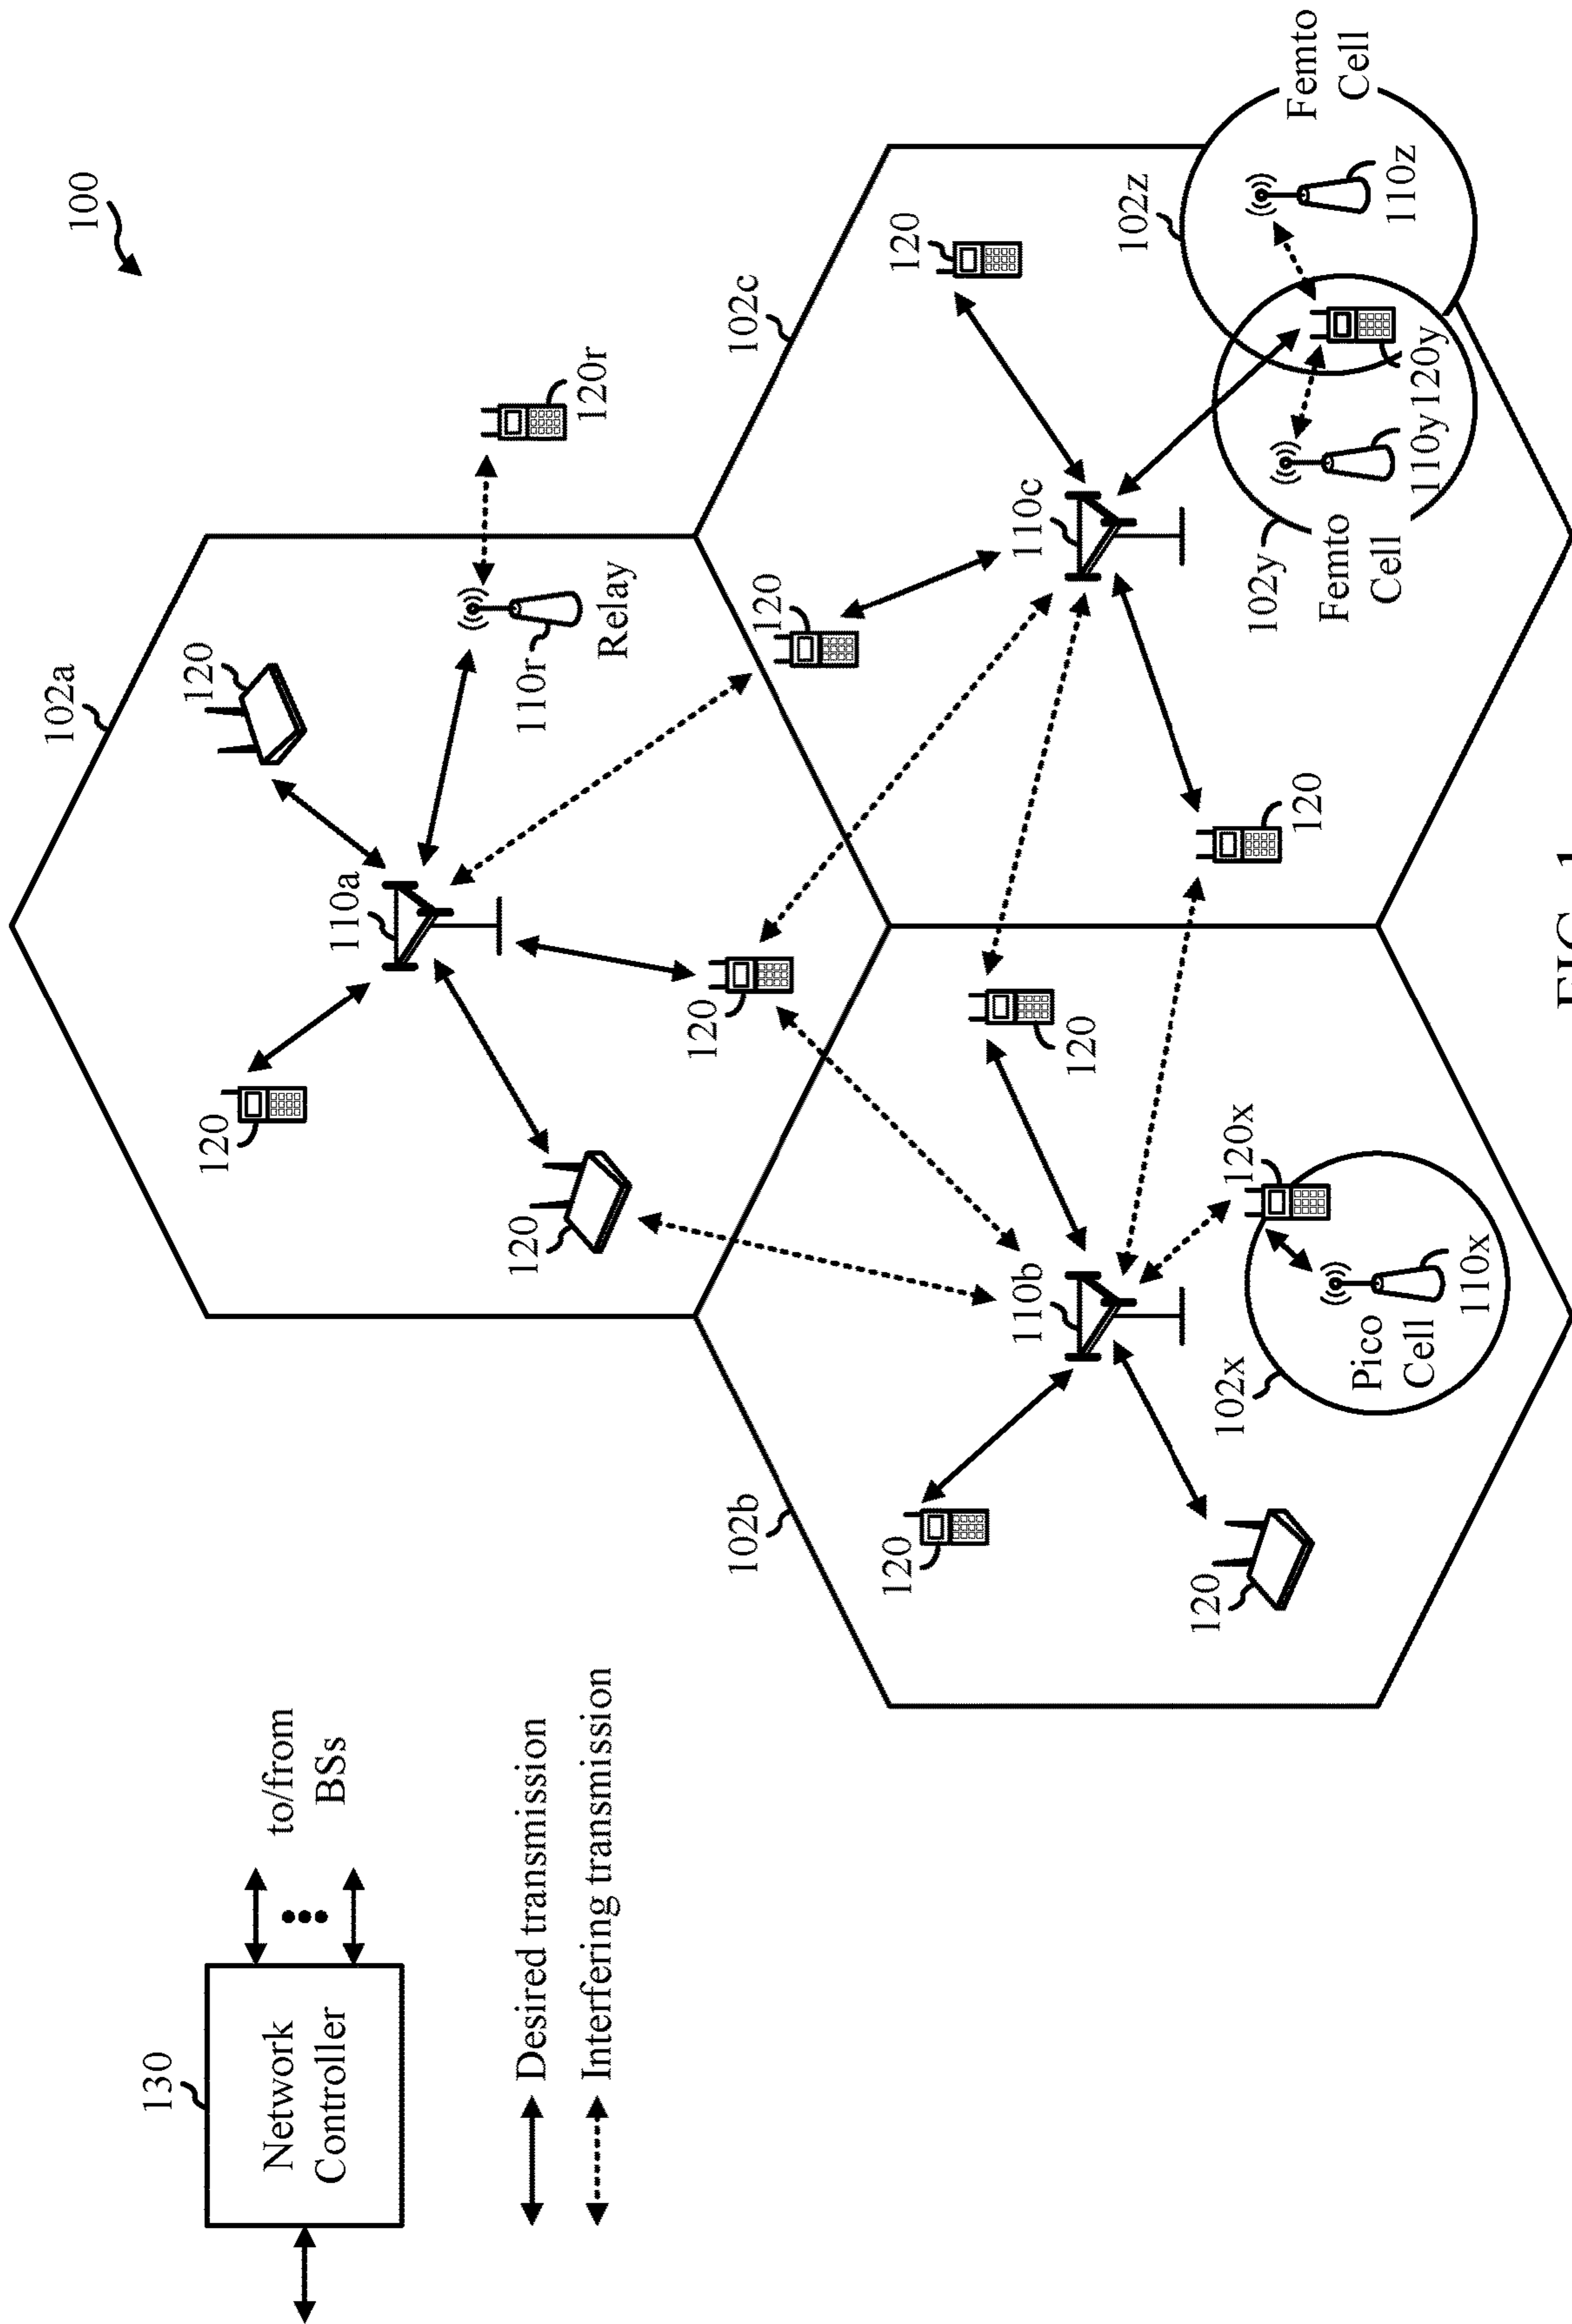 100
102a
130
120
120
Network
Controller
to/from
BSs
110a
Desired transmission
Interfering transmission
120
110r
Relay
120r
120
102b
102c
120
120
120
110b
110c
120
102z
120
102x
120x
120
102y
Femto
Cell
Femto
Cell
Pico
Cell
110x
110y
120y
110z
FIG. 1